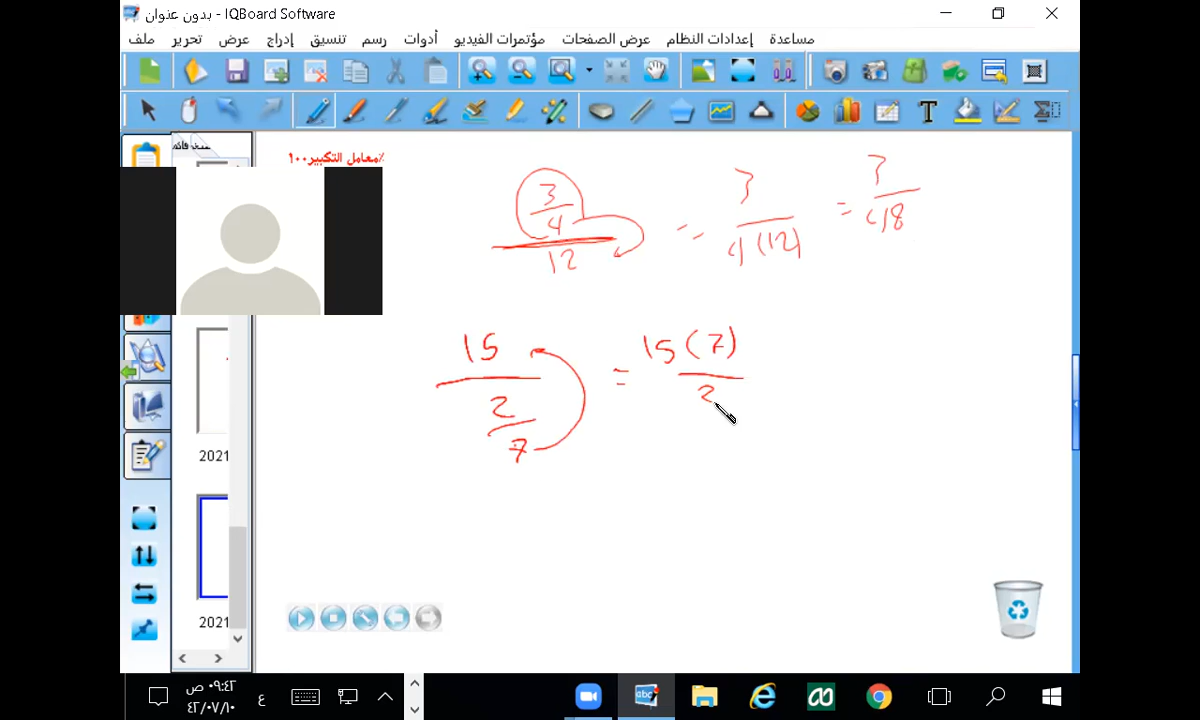 بدون عنوان - IQBoard Software
ملف تحرير عرض إدراج تنسيق رسم أدوات مؤتمرات الفيديو عرض الصفحات إعدادات النظام مساعدة
معامل التكبير١٠٠٪
3/4 / 12 = 3 / 4(12) = 3 / 48
15 / 2/7 = 15(7) / 2
2021
2021
٠٩:٤٢ ص
٤٢/٠٧/١٠
ع
abc